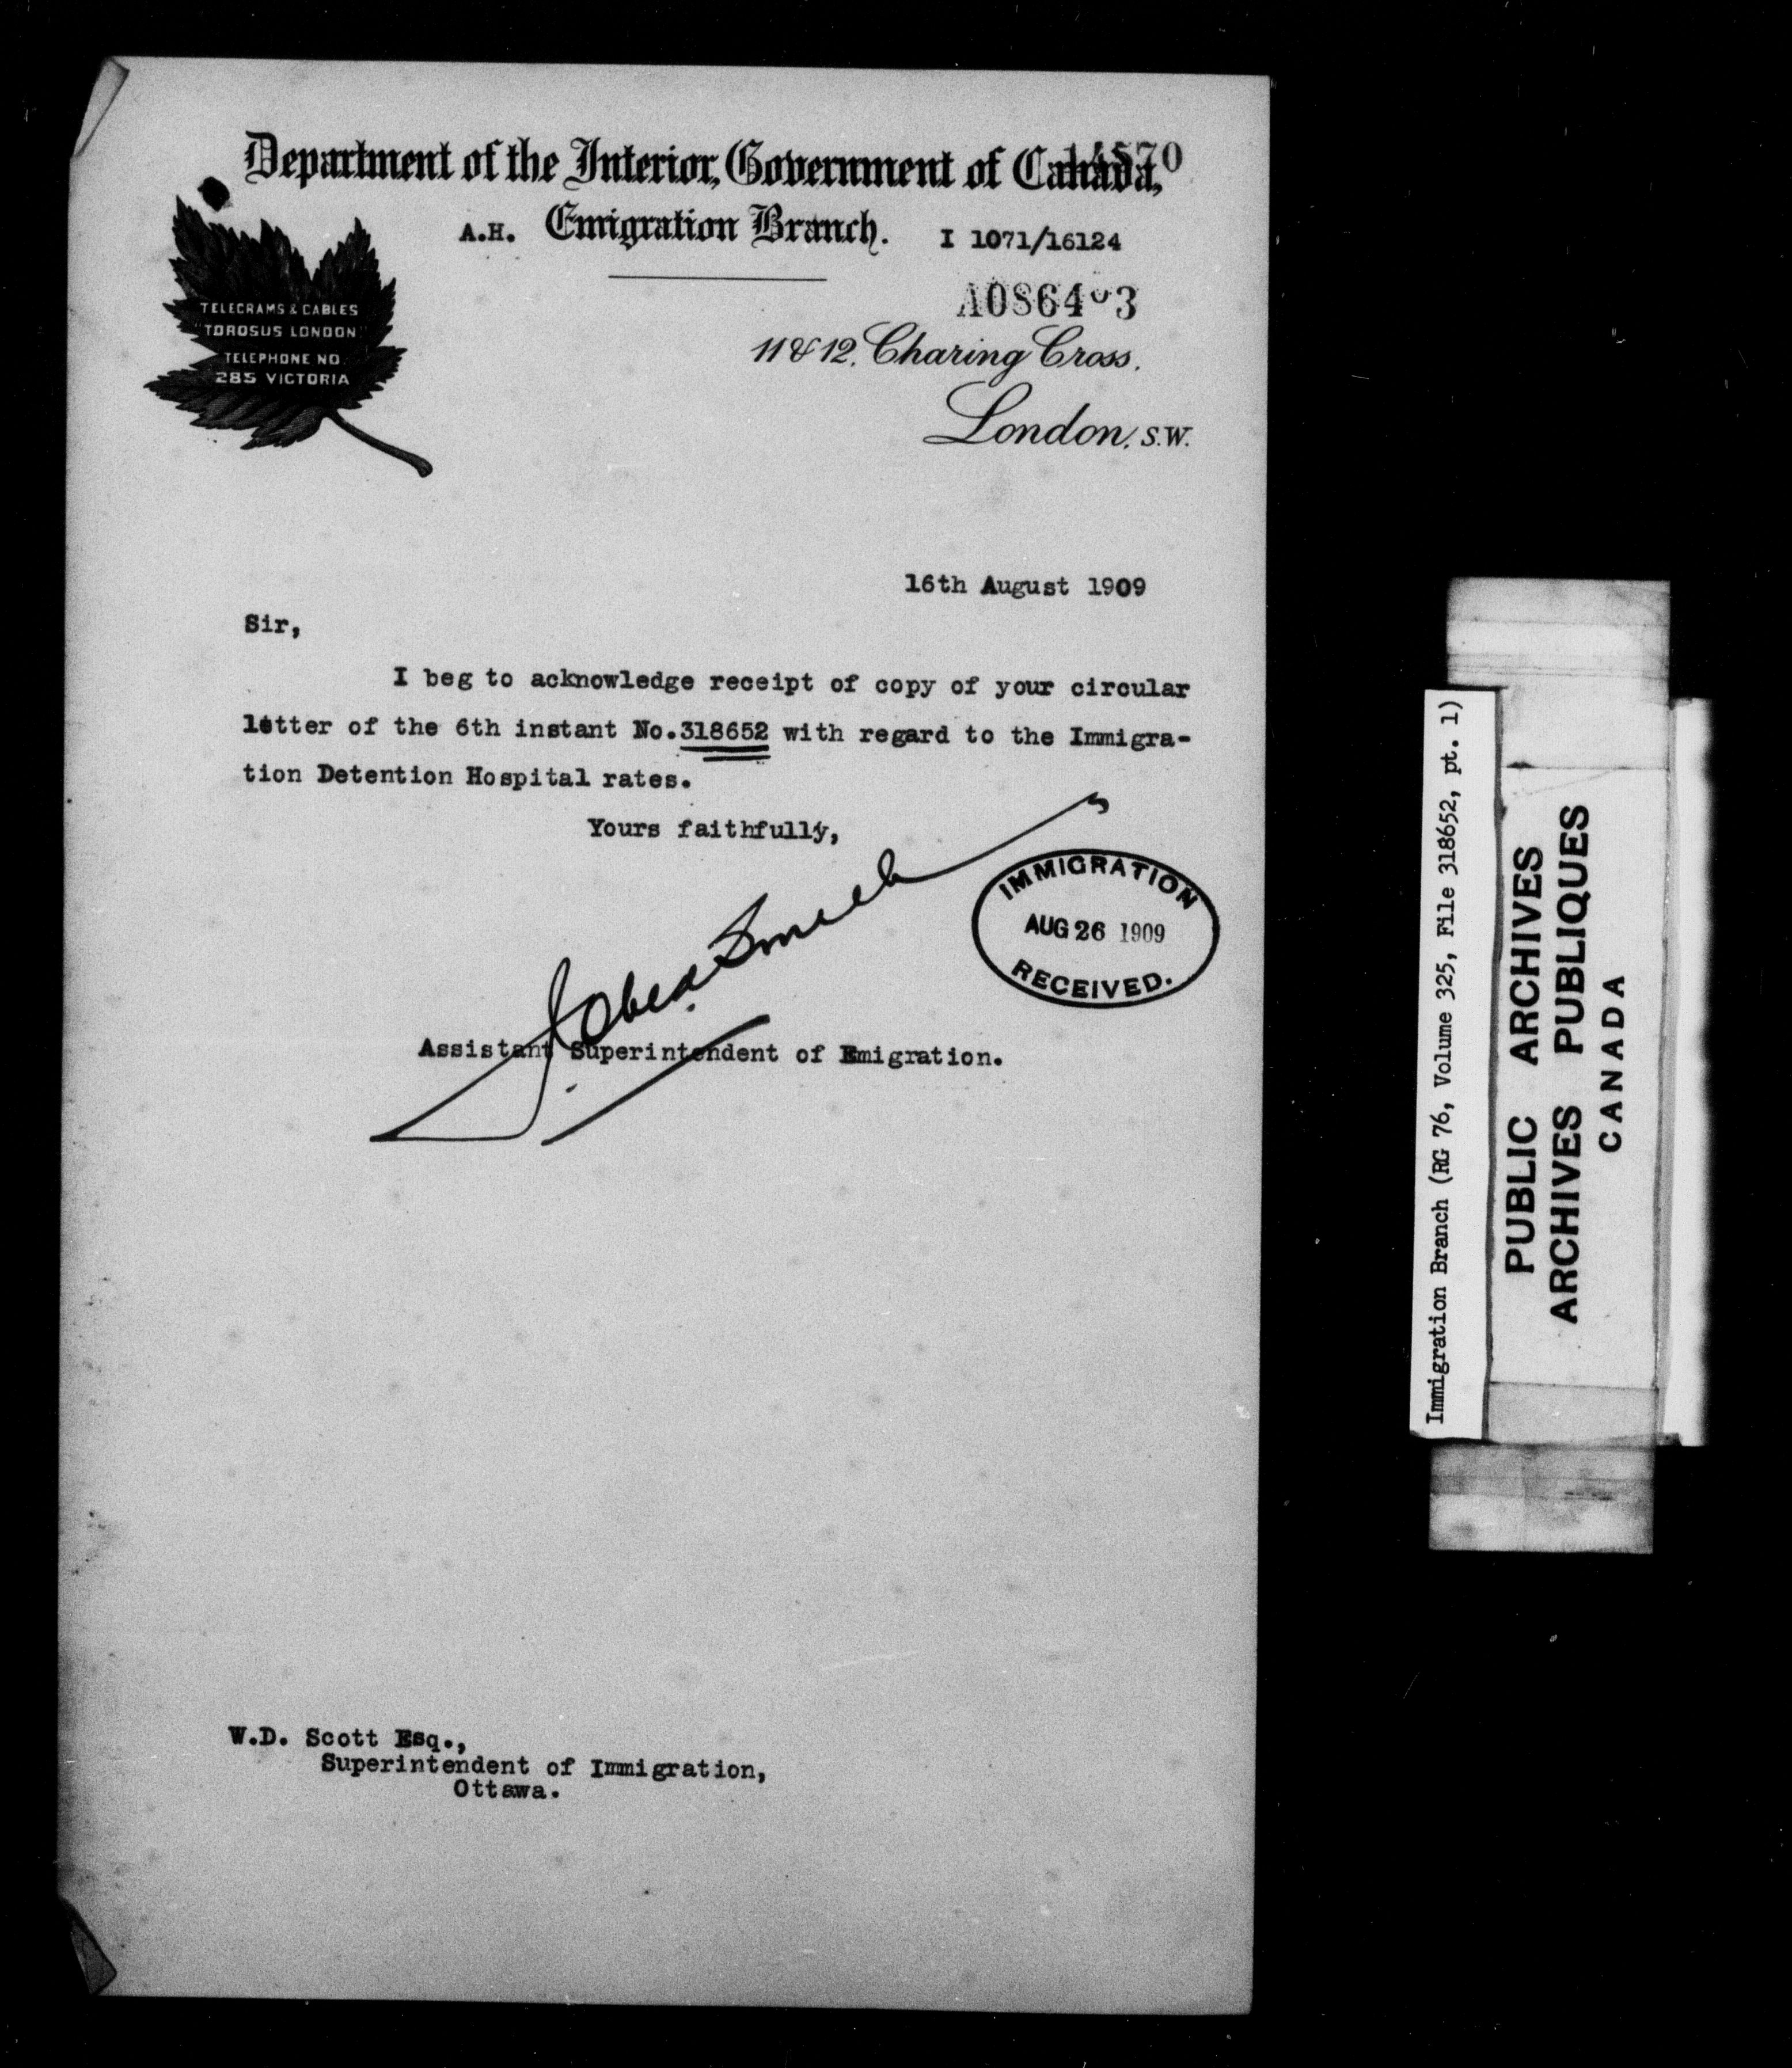 Department of the Interior, Government of Canada,
A.H. Emigration Branch. I 1071/16124
TELEGRAMS & CABLES
"TOROSUS LONDON"
TELEPHONE NO.
285 VICTORIA
11 & 12, Charing Cross,
London, S.W.
16th August 1909
Sir,
I beg to acknowledge receipt of copy of your circular
letter of the 6th instant No.318652 with regard to the Immigra-
tion Detention Hospital rates.
Yours faithfully,
J. Obed Smith
IMMIGRATION
AUG 26 1909
RECEIVED.
Assistant Superintendent of Emigration.
W.D. Scott Esq.,
Superintendent of Immigration,
Ottawa.
Immigration Branch (RG 76, Volume 325, File 318652, pt. 1)
PUBLIC ARCHIVES
ARCHIVES PUBLIQUES
CANADA